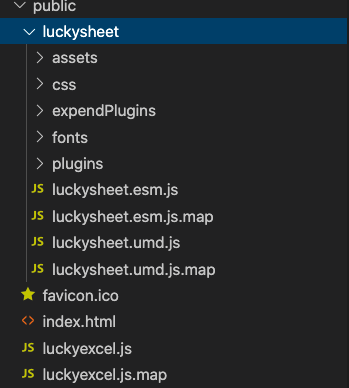 public
luckysheet
assets
css
expendPlugins
fonts
plugins
JS luckysheet.esm.js
JS luckysheet.esm.js.map
JS luckysheet.umd.js
JS luckysheet.umd.js.map
favicon.ico
<> index.html
JS luckyexcel.js
JS luckyexcel.js.map